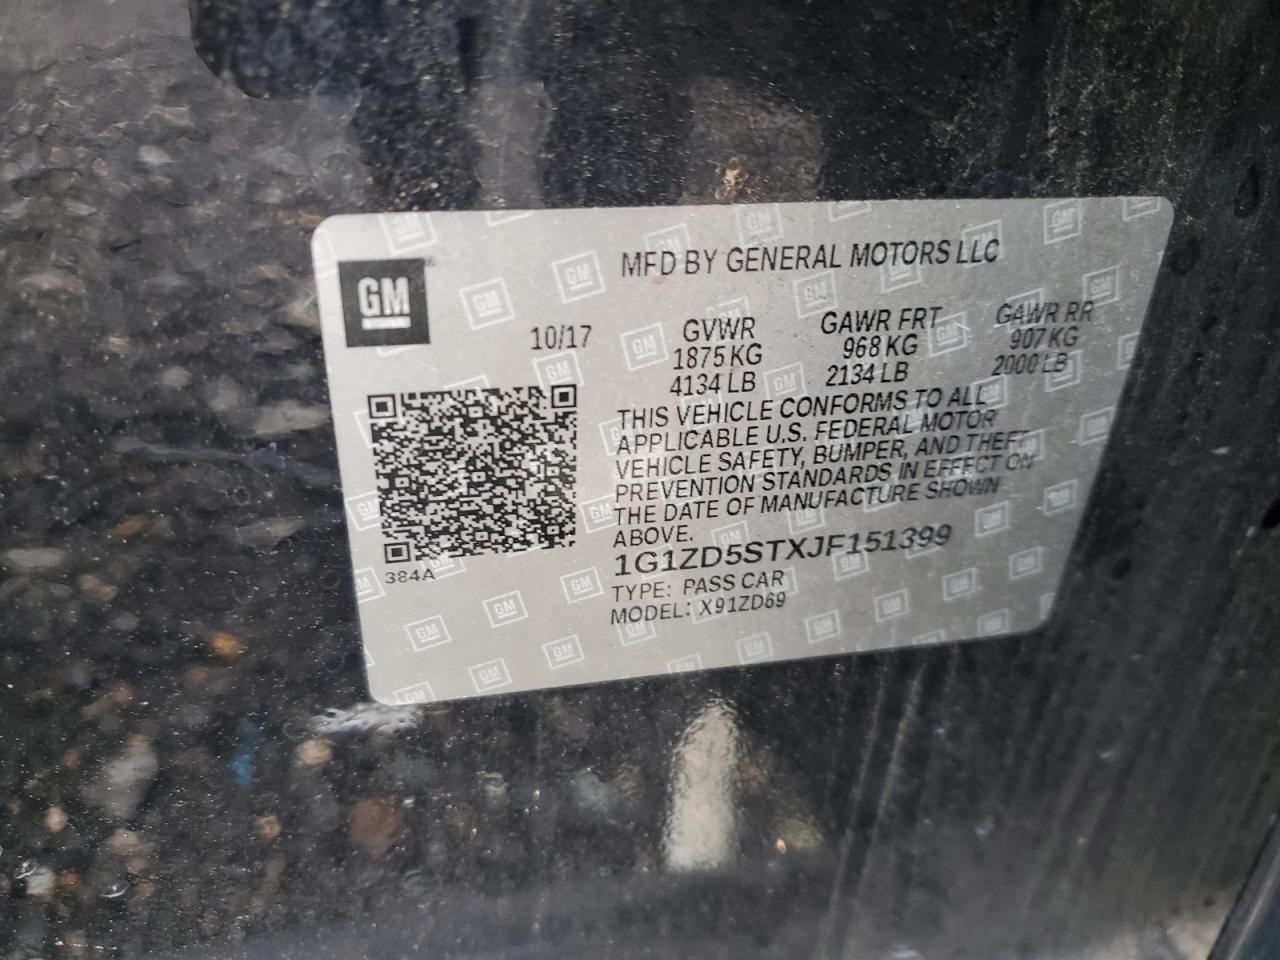 GM
MFD BY GENERAL MOTORS LLC
10/17
GVWR GAWR FRT GAWR RR
1875 KG 968 KG 907 KG
4134 LB 2134 LB 2000 LB
THIS VEHICLE CONFORMS TO ALL
APPLICABLE U.S. FEDERAL MOTOR
VEHICLE SAFETY, BUMPER, AND THEFT
PREVENTION STANDARDS IN EFFECT ON
THE DATE OF MANUFACTURE SHOWN
ABOVE.
1G1ZD5STXJF151399
TYPE: PASS CAR
MODEL: X91ZD69
384A